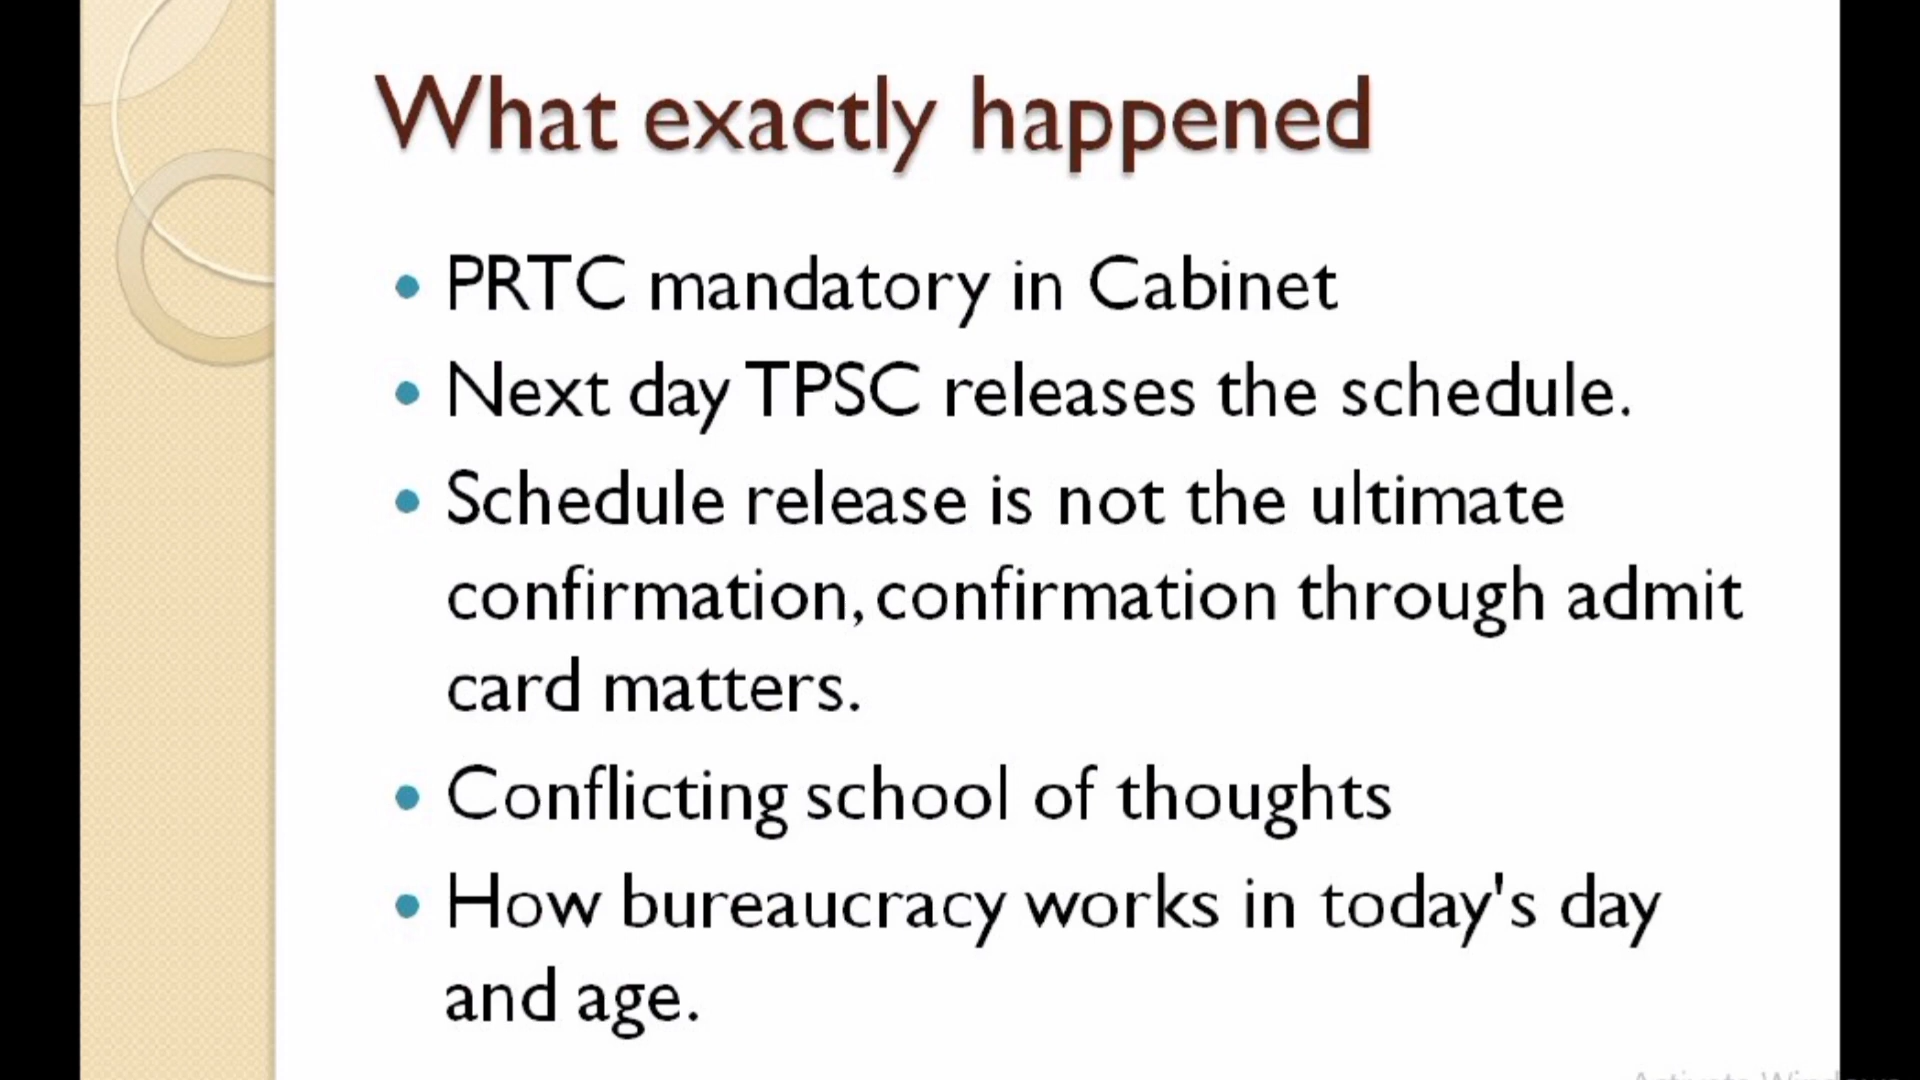 What exactly happened
• PRTC mandatory in Cabinet
• Next day TPSC releases the schedule.
• Schedule release is not the ultimate
confirmation, confirmation through admit
card matters.
• Conflicting school of thoughts
• How bureaucracy works in today's day
and age.